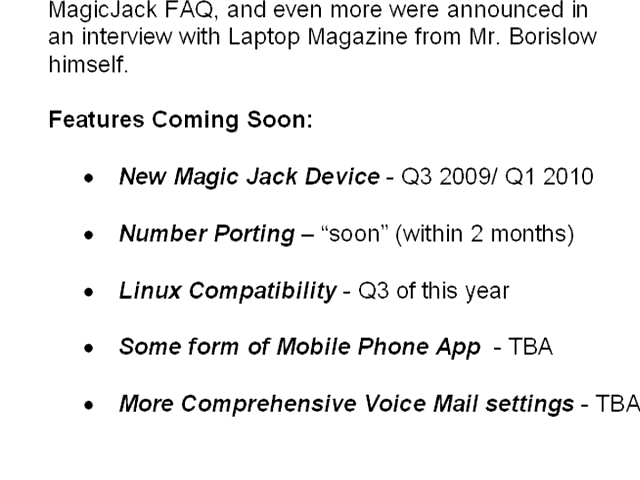 MagicJack FAQ, and even more were announced in
an interview with Laptop Magazine from Mr. Borislow
himself.
Features Coming Soon:
• New Magic Jack Device - Q3 2009/ Q1 2010
• Number Porting – “soon” (within 2 months)
• Linux Compatibility - Q3 of this year
• Some form of Mobile Phone App  - TBA
• More Comprehensive Voice Mail settings - TBA